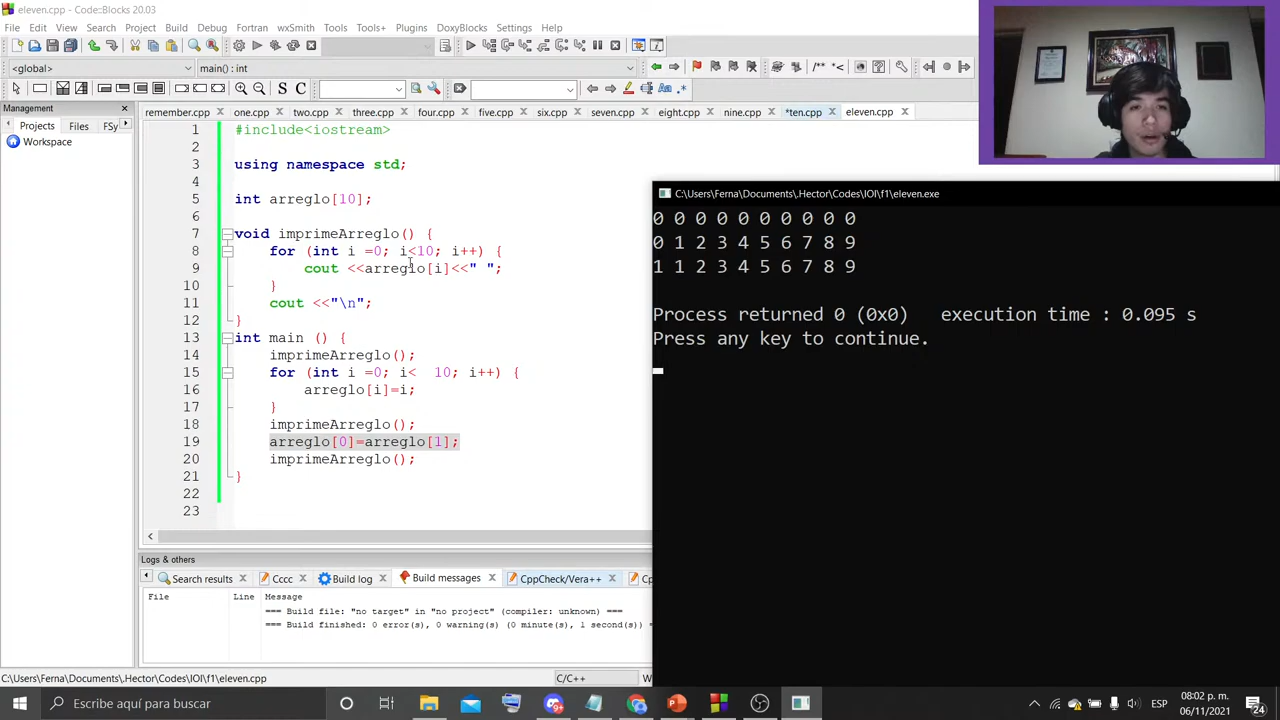 eleven.cpp - Code::Blocks 20.03
File Edit View Search Project Build Debug Fortran wxSmith Tools Tools+ Plugins DoxyBlocks Settings Help
<global> main() : int
/** *<
S C
Aa .*
Management
Projects Files FSy
Workspace
remember.cpp one.cpp two.cpp three.cpp four.cpp five.cpp six.cpp seven.cpp eight.cpp nine.cpp *ten.cpp eleven.cpp
1 #include<iostream>
2
3 using namespace std;
4
5 int arreglo[10];
6
7 void imprimeArreglo() {
8 for (int i =0; i<10; i++) {
9 cout <<arreglo[i]<<" ";
10 }
11 cout <<"\n";
12 }
13 int main () {
14 imprimeArreglo();
15 for (int i =0; i<  10; i++) {
16 arreglo[i]=i;
17 }
18 imprimeArreglo();
19 arreglo[0]=arreglo[1];
20 imprimeArreglo();
21 }
22
23
C:\Users\Ferna\Documents\.Hector\Codes\IOI\f1\eleven.exe
0 0 0 0 0 0 0 0 0 0
0 1 2 3 4 5 6 7 8 9
1 1 2 3 4 5 6 7 8 9
Process returned 0 (0x0)   execution time : 0.095 s
Press any key to continue.
Logs & others
Search results Cccc Build log Build messages CppCheck/Vera++ Cp
File Line Message
=== Build file: "no target" in "no project" (compiler: unknown) ===
=== Build finished: 0 error(s), 0 warning(s) (0 minute(s), 1 second(s)) =
C:\Users\Ferna\Documents\.Hector\Codes\IOI\f1\eleven.cpp C/C++ W
Escribe aquí para buscar
ESP
08:02 p. m.
06/11/2021
24